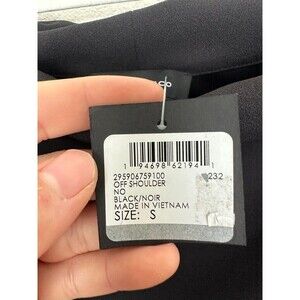 1 94698 62194 1
295906759100 232
OFF SHOULDER
NO
BLACK/NOIR
MADE IN VIETNAM
SIZE: S